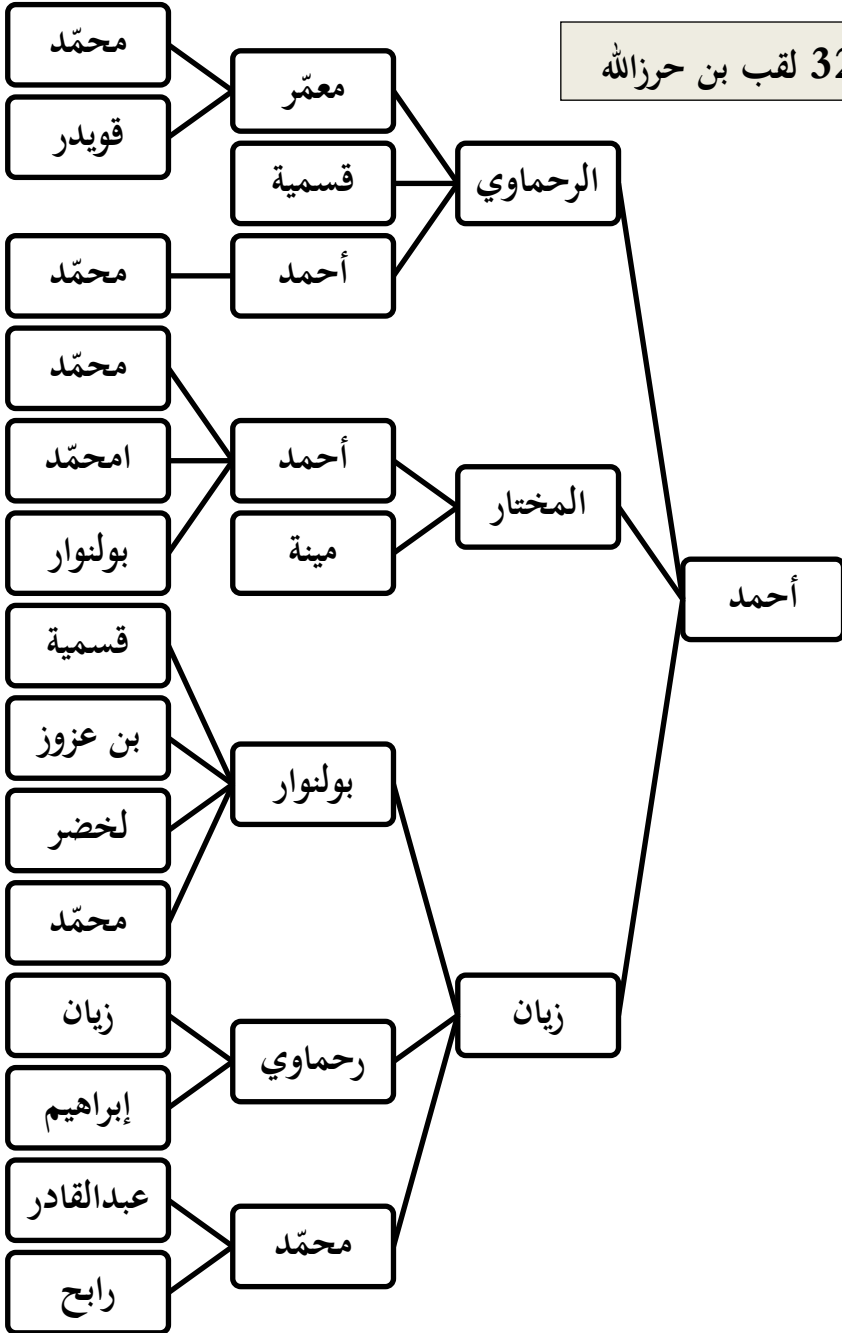 32 لقب بن حرزالله
أحمد
الرحماوي
معمّر
محمّد
قويدر
قسمية
أحمد
محمّد
المختار
أحمد
محمّد
امحمّد
بولنوار
مينة
زيان
بولنوار
قسمية
بن عزوز
لخضر
محمّد
رحماوي
زيان
إبراهيم
محمّد
عبدالقادر
رابح